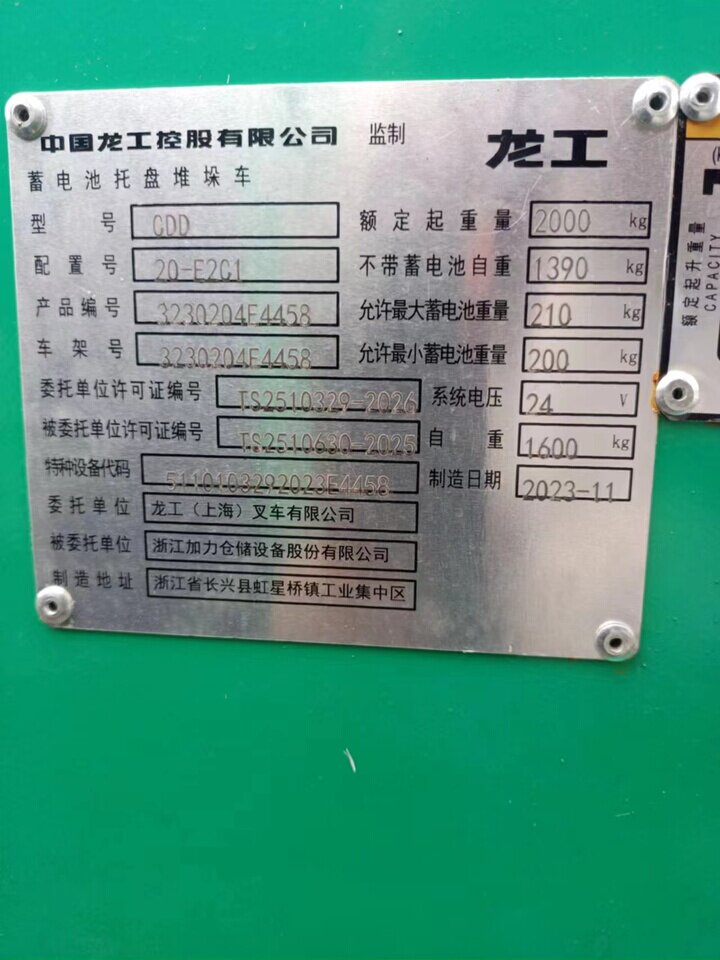 中国龙工控股有限公司 监制 龙工
蓄电池托盘堆垛车
型号 CDD 额定起重量 2000 kg
配置号 20-E2G1 不带蓄电池自重 1390 kg
产品编号 3230204E4458 允许最大蓄电池重量 210 kg
车架号 3230204E4458 允许最小蓄电池重量 200 kg
委托单位许可证编号 TS2510329-2026 系统电压 24 V
被委托单位许可证编号 TS2510630-2025 自重 1600 kg
特种设备代码 5110103292023E4458 制造日期 2023-11
委托单位 龙工（上海）叉车有限公司
被委托单位 浙江加力仓储设备股份有限公司
制造地址 浙江省长兴县虹星桥镇工业集中区
额定起升重量
CAPACITY